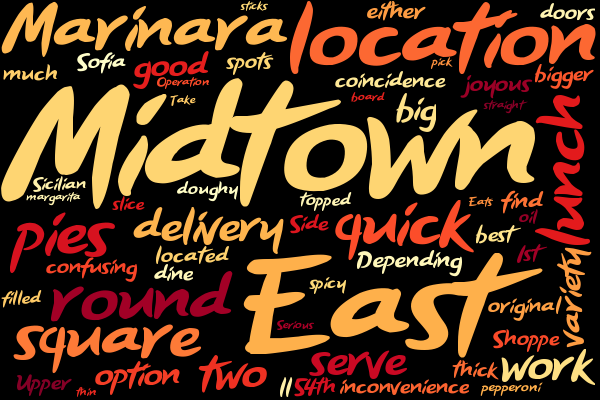 sticks
Marinara
either
doors
location
pick
much
Sofia
good
Operation
spots
coincidence
joyous
bigger
Take
board
straight
big
Midtown
lunch
Sicilian
margarita
slice
doughy
topped
Eats
find
oil
pies
delivery
Side
quick
best
1st
confusing
located
dine
Depending
variety
filled
round
spicy
East
original
Serious
square
Shoppe
serve
Upper
thin
option
two
ll
54th
inconvenience
thick
pepperoni
work